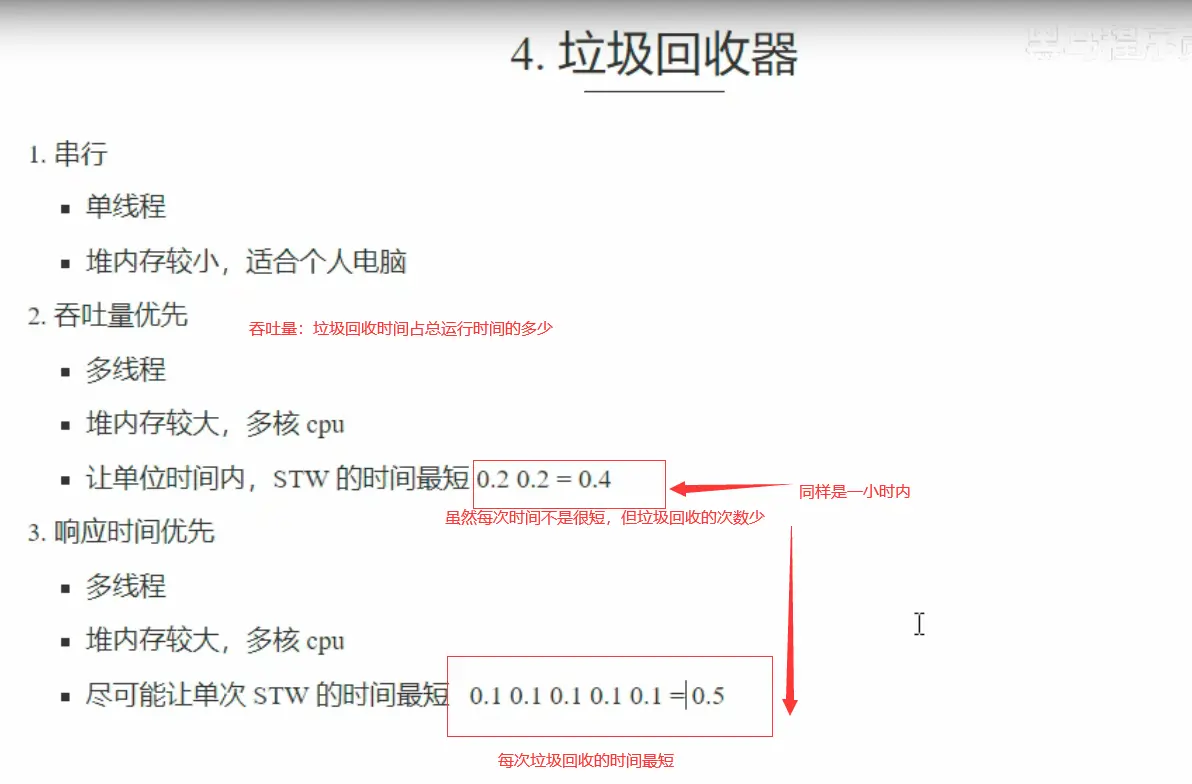 4. 垃圾回收器
1. 串行
▪ 单线程
▪ 堆内存较小，适合个人电脑
2. 吞吐量优先
吞吐量：垃圾回收时间占总运行时间的多少
▪ 多线程
▪ 堆内存较大，多核 cpu
▪ 让单位时间内，STW 的时间最短 0.2 0.2 = 0.4
同样是一小时内
虽然每次时间不是很短，但垃圾回收的次数少
3. 响应时间优先
▪ 多线程
▪ 堆内存较大，多核 cpu
▪ 尽可能让单次 STW 的时间最短 0.1 0.1 0.1 0.1 0.1 = 0.5
每次垃圾回收的时间最短